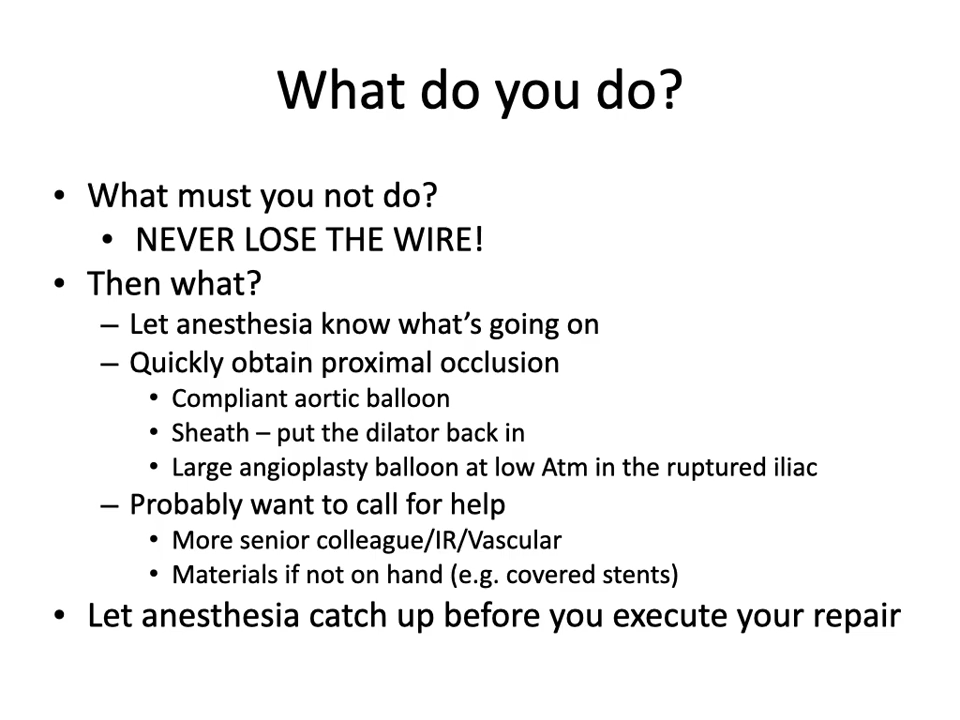 What do you do?
• What must you not do?
• NEVER LOSE THE WIRE!
• Then what?
– Let anesthesia know what's going on
– Quickly obtain proximal occlusion
• Compliant aortic balloon
• Sheath – put the dilator back in
• Large angioplasty balloon at low Atm in the ruptured iliac
– Probably want to call for help
• More senior colleague/IR/Vascular
• Materials if not on hand (e.g. covered stents)
• Let anesthesia catch up before you execute your repair